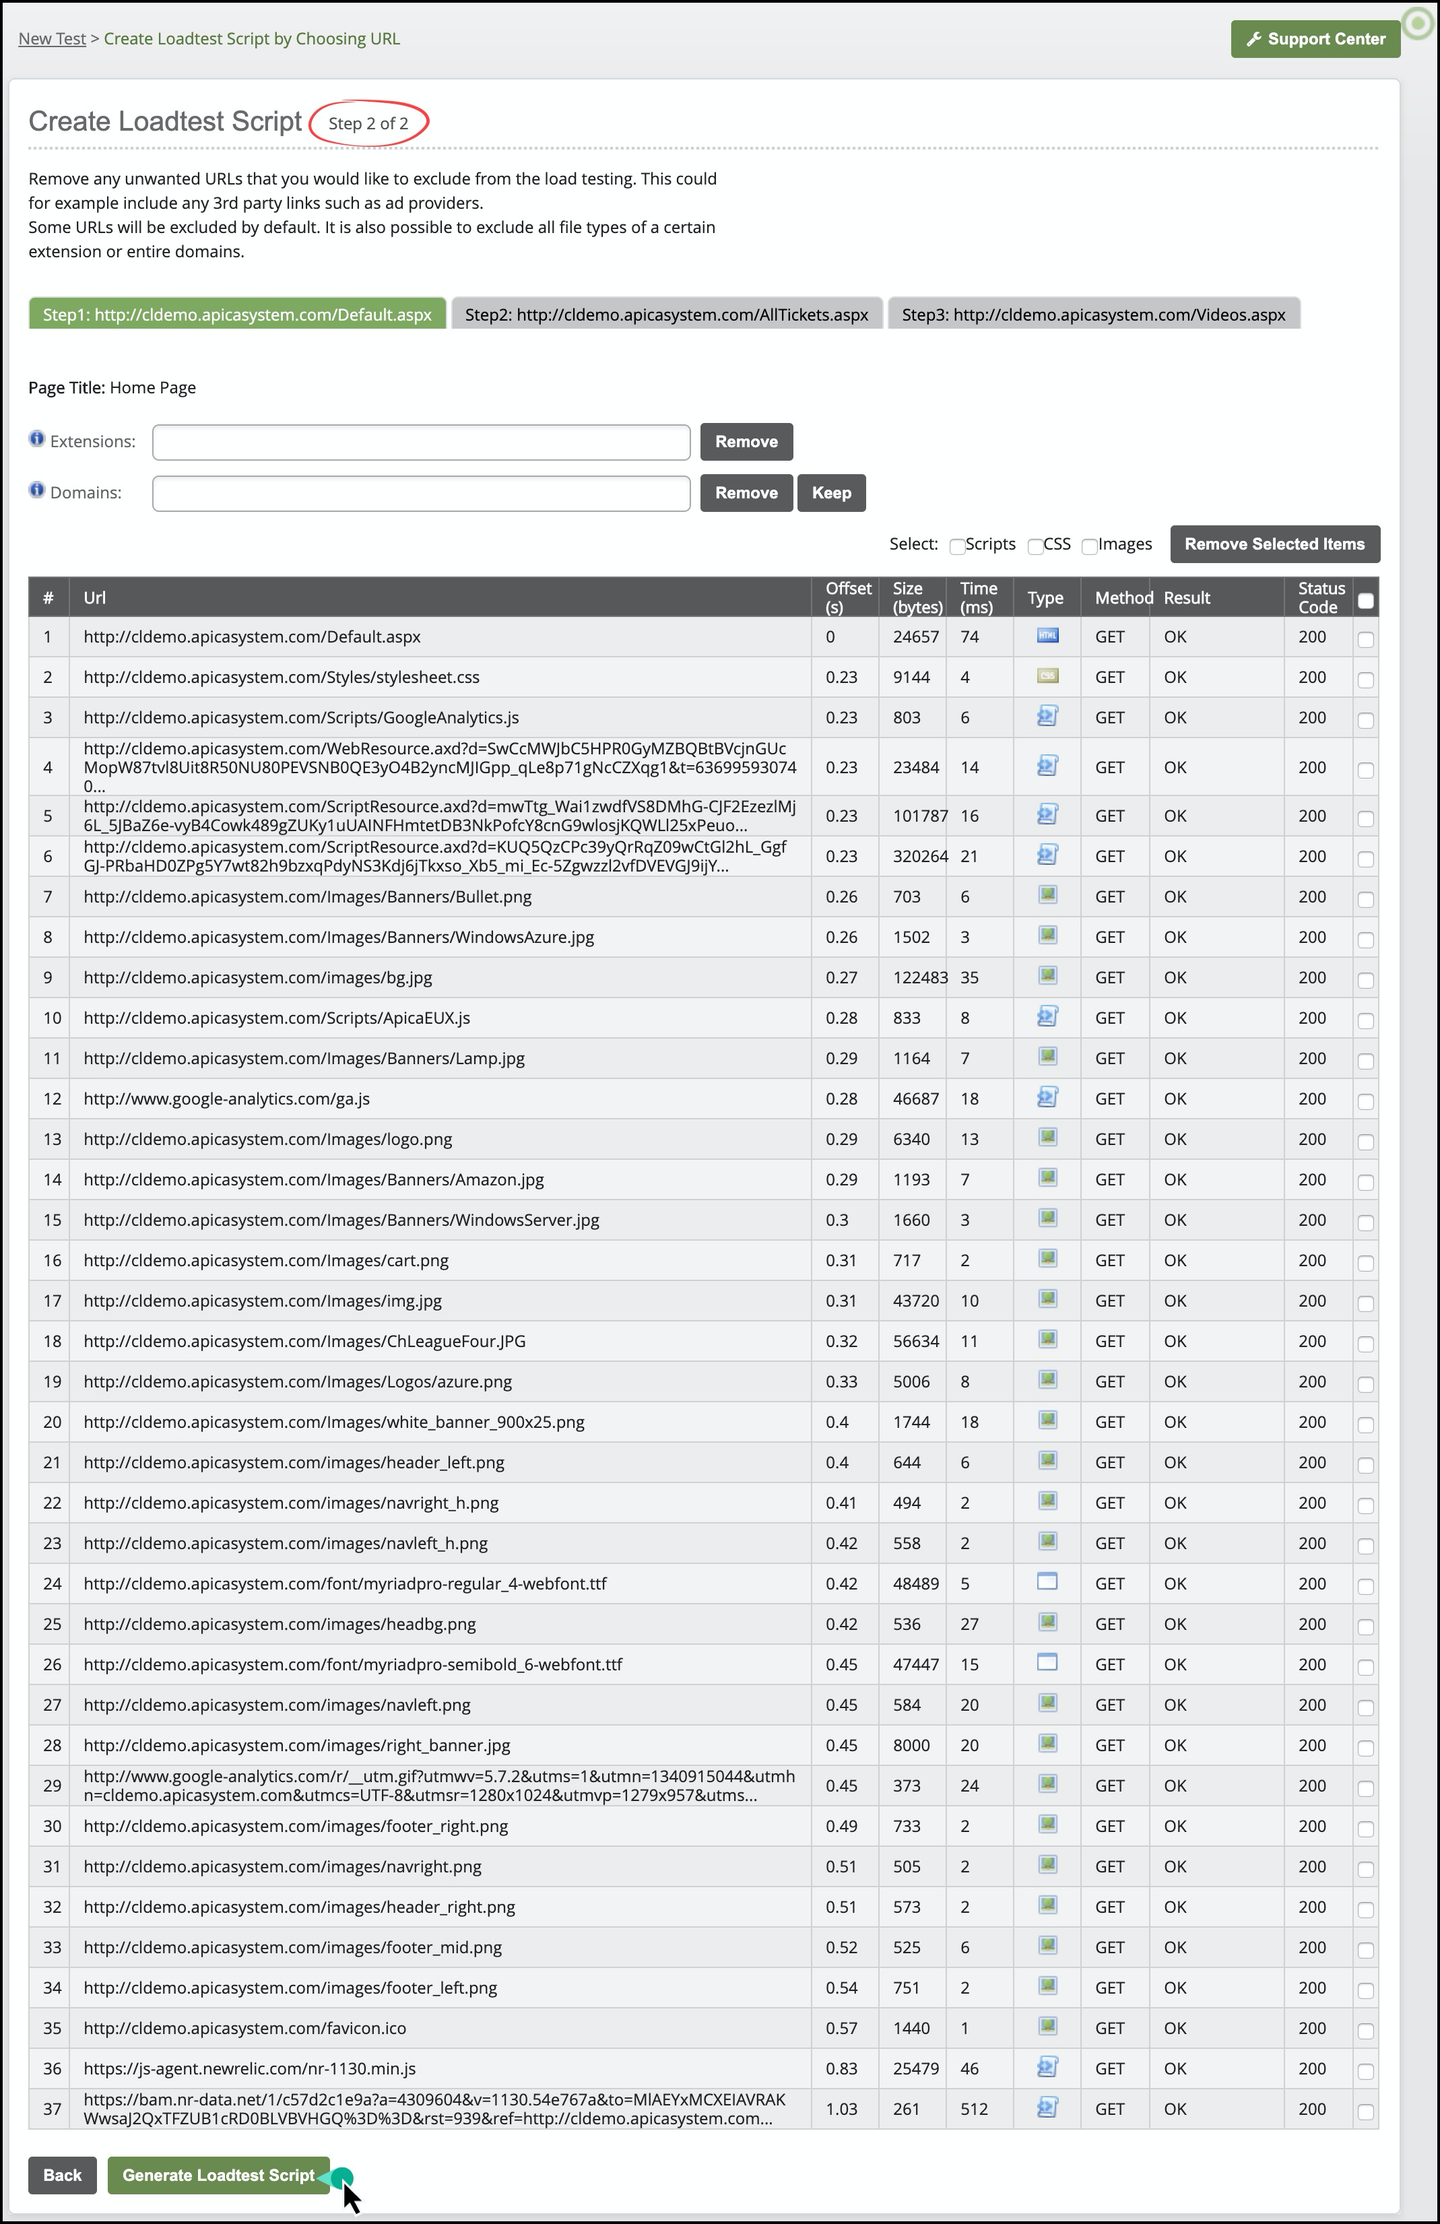 New Test > Create Loadtest Script by Choosing URL
Support Center
Create Loadtest Script Step 2 of 2
Remove any unwanted URLs that you would like to exclude from the load testing. This could
for example include any 3rd party links such as ad providers.
Some URLs will be excluded by default. It is also possible to exclude all file types of a certain
extension or entire domains.
Step1: http://cldemo.apicasystem.com/Default.aspx Step2: http://cldemo.apicasystem.com/AllTickets.aspx Step3: http://cldemo.apicasystem.com/Videos.aspx
Page Title: Home Page
Extensions: Remove
Domains: Remove Keep
Select: Scripts CSS Images Remove Selected Items
# Url Offset (s) Size (bytes) Time (ms) Type Method Result Status Code
1 http://cldemo.apicasystem.com/Default.aspx 0 24657 74 HTML GET OK 200
2 http://cldemo.apicasystem.com/Styles/stylesheet.css 0.23 9144 4 CSS GET OK 200
3 http://cldemo.apicasystem.com/Scripts/GoogleAnalytics.js 0.23 803 6 GET OK 200
http://cldemo.apicasystem.com/WebResource.axd?d=SwCcMWJbC5HPR0GyMZBQBtBVcjnGUc
4 MopW87tvl8Uit8R50NU80PEVSNB0QE3yO4B2yncMJIGpp_qLe8p71gNcCZXqg1&t=63699593074 0.23 23484 14 GET OK 200
0...
http://cldemo.apicasystem.com/ScriptResource.axd?d=mwTtg_Wai1zwdfVS8DMhG-CJF2EzezlMj
5 6L_5JBaZ6e-vyB4Cowk489gZUKy1uUAINFHmtetDB3NkPofcY8cnG9wlosjKQWLl25xPeuo... 0.23 101787 16 GET OK 200
http://cldemo.apicasystem.com/ScriptResource.axd?d=KUQ5QzCPc39yQrRqZ09wCtGl2hL_Ggf
6 GJ-PRbaHD0ZPg5Y7wt82h9bzxqPdyNS3Kdj6jTkxso_Xb5_mi_Ec-5Zgwzzl2vfDVEVGJ9ijY... 0.23 320264 21 GET OK 200
7 http://cldemo.apicasystem.com/Images/Banners/Bullet.png 0.26 703 6 GET OK 200
8 http://cldemo.apicasystem.com/Images/Banners/WindowsAzure.jpg 0.26 1502 3 GET OK 200
9 http://cldemo.apicasystem.com/images/bg.jpg 0.27 122483 35 GET OK 200
10 http://cldemo.apicasystem.com/Scripts/ApicaEUX.js 0.28 833 8 GET OK 200
11 http://cldemo.apicasystem.com/Images/Banners/Lamp.jpg 0.29 1164 7 GET OK 200
12 http://www.google-analytics.com/ga.js 0.28 46687 18 GET OK 200
13 http://cldemo.apicasystem.com/Images/logo.png 0.29 6340 13 GET OK 200
14 http://cldemo.apicasystem.com/Images/Banners/Amazon.jpg 0.29 1193 7 GET OK 200
15 http://cldemo.apicasystem.com/Images/Banners/WindowsServer.jpg 0.3 1660 3 GET OK 200
16 http://cldemo.apicasystem.com/Images/cart.png 0.31 717 2 GET OK 200
17 http://cldemo.apicasystem.com/Images/img.jpg 0.31 43720 10 GET OK 200
18 http://cldemo.apicasystem.com/Images/ChLeagueFour.JPG 0.32 56634 11 GET OK 200
19 http://cldemo.apicasystem.com/Images/Logos/azure.png 0.33 5006 8 GET OK 200
20 http://cldemo.apicasystem.com/Images/white_banner_900x25.png 0.4 1744 18 GET OK 200
21 http://cldemo.apicasystem.com/images/header_left.png 0.4 644 6 GET OK 200
22 http://cldemo.apicasystem.com/images/navright_h.png 0.41 494 2 GET OK 200
23 http://cldemo.apicasystem.com/images/navleft_h.png 0.42 558 2 GET OK 200
24 http://cldemo.apicasystem.com/font/myriadpro-regular_4-webfont.ttf 0.42 48489 5 GET OK 200
25 http://cldemo.apicasystem.com/images/headbg.png 0.42 536 27 GET OK 200
26 http://cldemo.apicasystem.com/font/myriadpro-semibold_6-webfont.ttf 0.45 47447 15 GET OK 200
27 http://cldemo.apicasystem.com/images/navleft.png 0.45 584 20 GET OK 200
28 http://cldemo.apicasystem.com/images/right_banner.jpg 0.45 8000 20 GET OK 200
http://www.google-analytics.com/r/__utm.gif?utmwv=5.7.2&utms=1&utmn=1340915044&utmh
29 n=cldemo.apicasystem.com&utmcs=UTF-8&utmsr=1280x1024&utmvp=1279x957&utms... 0.45 373 24 GET OK 200
30 http://cldemo.apicasystem.com/images/footer_right.png 0.49 733 2 GET OK 200
31 http://cldemo.apicasystem.com/images/navright.png 0.51 505 2 GET OK 200
32 http://cldemo.apicasystem.com/images/header_right.png 0.51 573 2 GET OK 200
33 http://cldemo.apicasystem.com/images/footer_mid.png 0.52 525 6 GET OK 200
34 http://cldemo.apicasystem.com/images/footer_left.png 0.54 751 2 GET OK 200
35 http://cldemo.apicasystem.com/favicon.ico 0.57 1440 1 GET OK 200
36 https://js-agent.newrelic.com/nr-1130.min.js 0.83 25479 46 GET OK 200
https://bam.nr-data.net/1/c57d2c1e9a?a=4309604&v=1130.54e767a&to=MlAEYxMCXEIAVRAK
37 WwsaJ2QxTFZUB1cRD0BLVBVHGQ%3D%3D&rst=939&ref=http://cldemo.apicasystem.com... 1.03 261 512 GET OK 200
Back Generate Loadtest Script